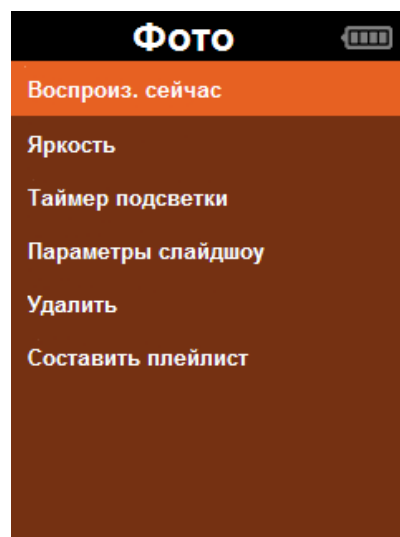 Фото
Воспроиз. сейчас
Яркость
Таймер подсветки
Параметры слайдшоу
Удалить
Составить плейлист